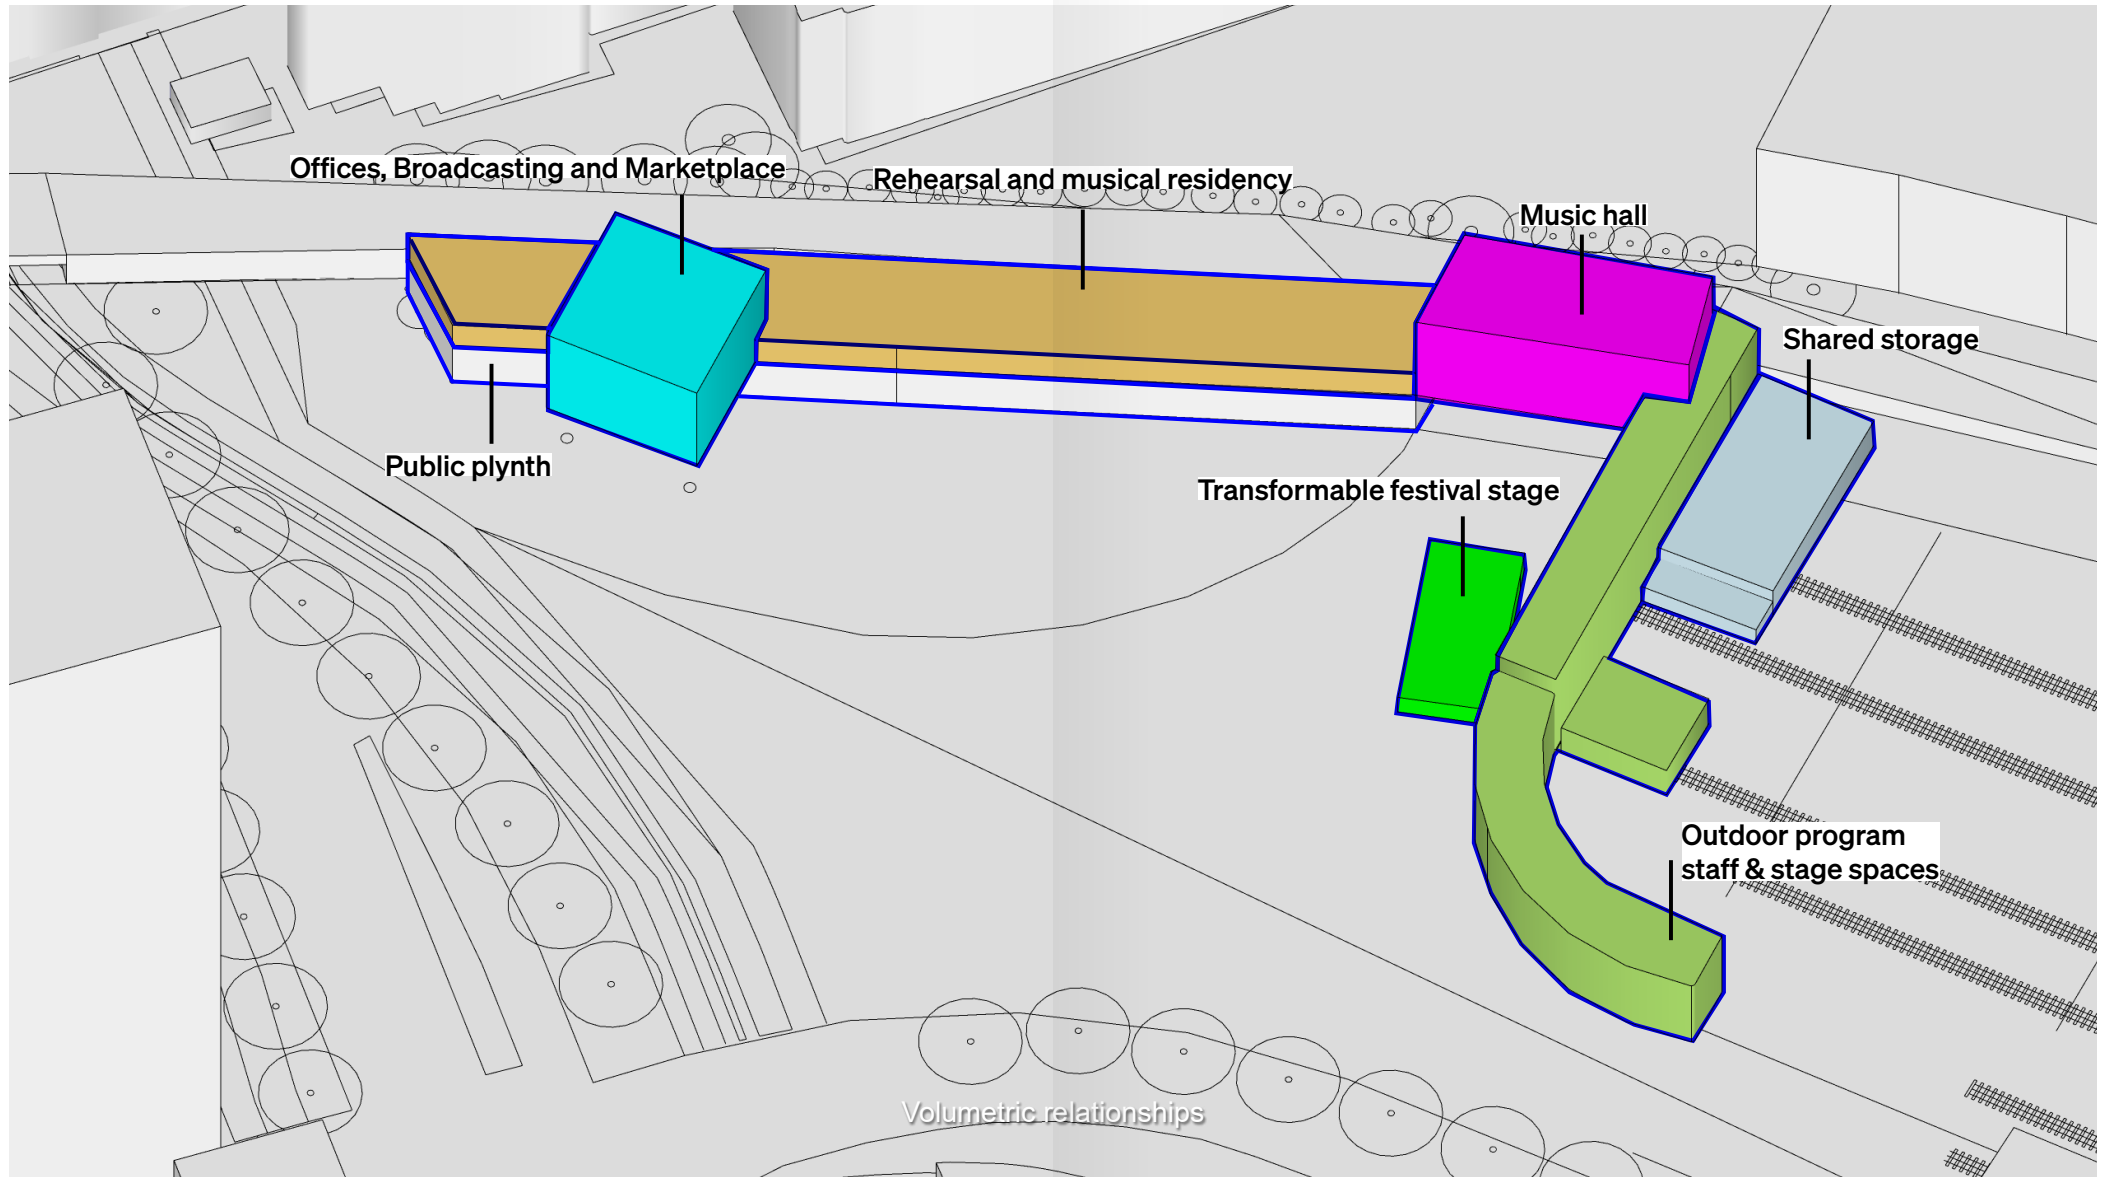 Offices, Broadcasting and Marketplace
Rehearsal and musical residency
Music hall
Shared storage
Public plynth
Transformable festival stage
Outdoor program
staff & stage spaces
Volumetric relationships